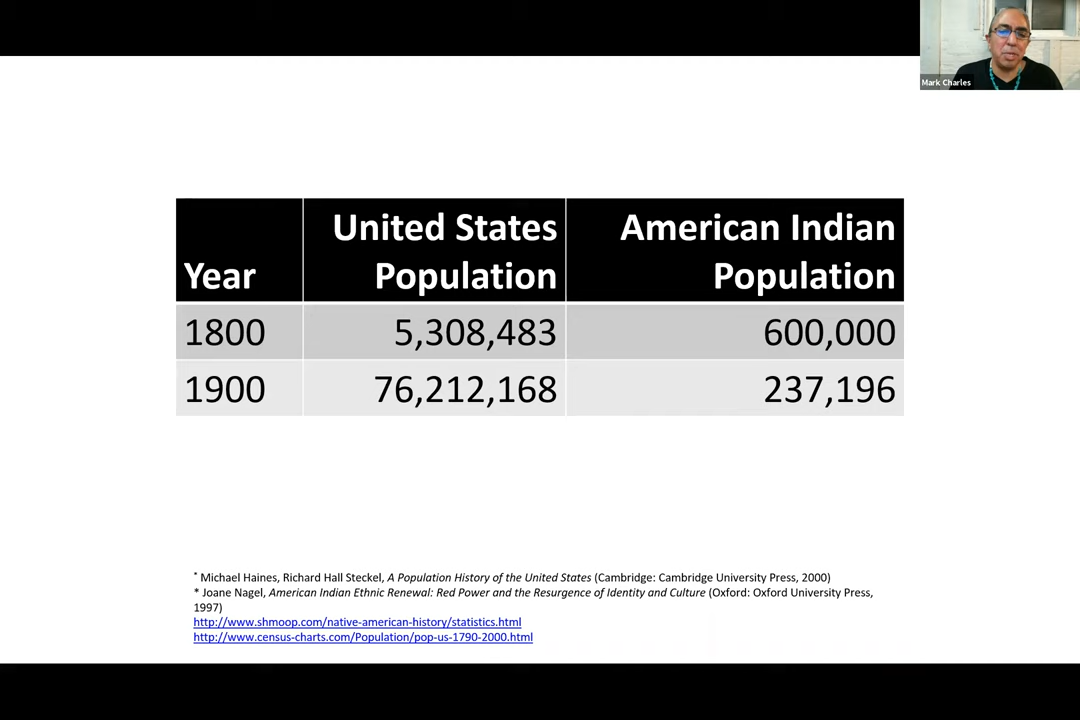 Mark Charles
Year
United States Population
American Indian Population
1800 5,308,483 600,000
1900 76,212,168 237,196
* Michael Haines, Richard Hall Steckel, A Population History of the United States (Cambridge: Cambridge University Press, 2000)
* Joane Nagel, American Indian Ethnic Renewal: Red Power and the Resurgence of Identity and Culture (Oxford: Oxford University Press,
1997)
http://www.shmoop.com/native-american-history/statistics.html
http://www.census-charts.com/Population/pop-us-1790-2000.html